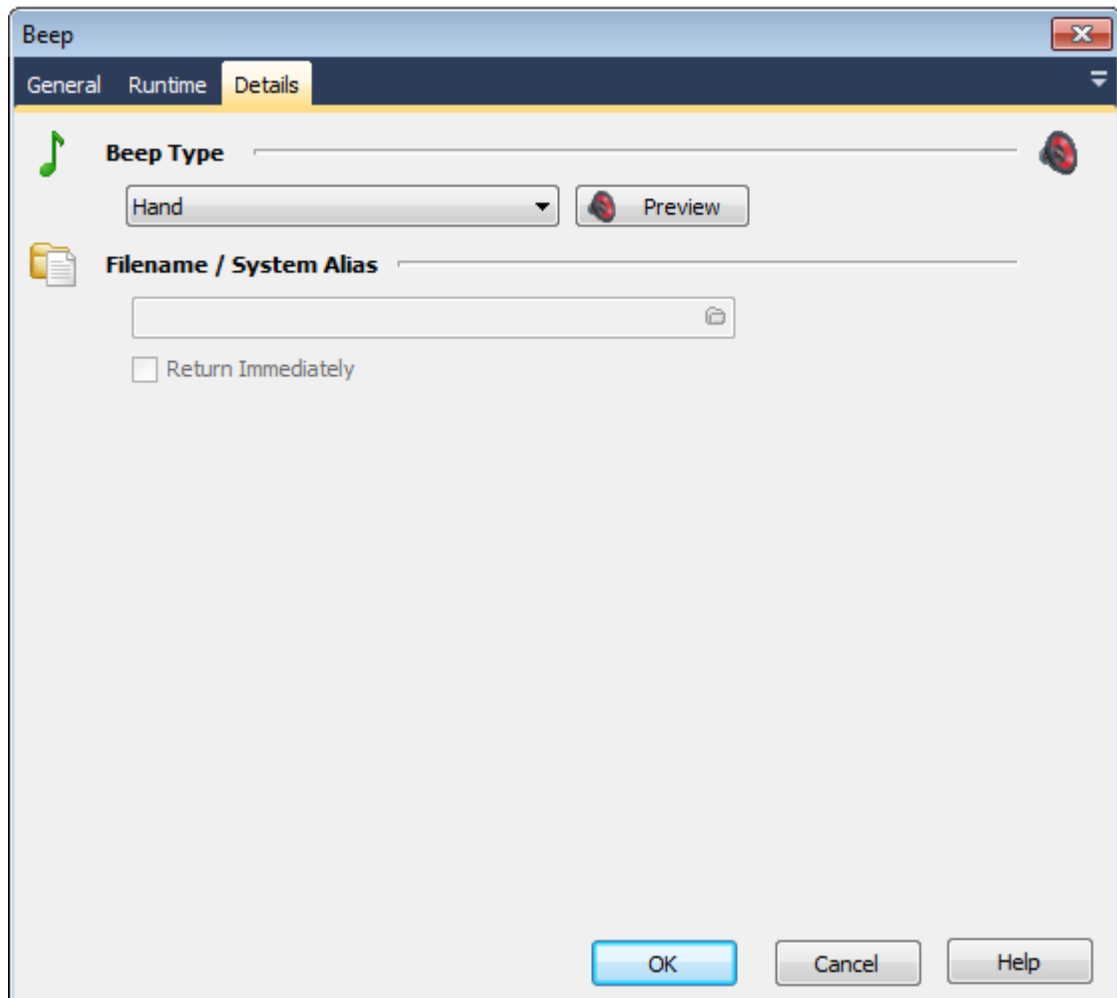 Beep
General Runtime Details
Beep Type
Hand Preview
Filename / System Alias
Return Immediately
OK Cancel Help